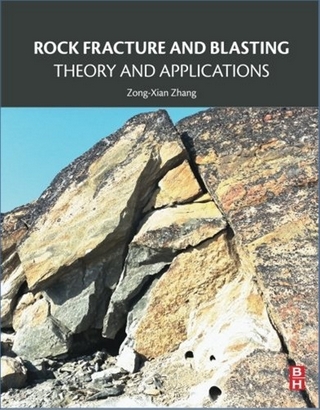 ROCK FRACTURE AND BLASTING
THEORY AND APPLICATIONS
Zong-Xian Zhang
B
H